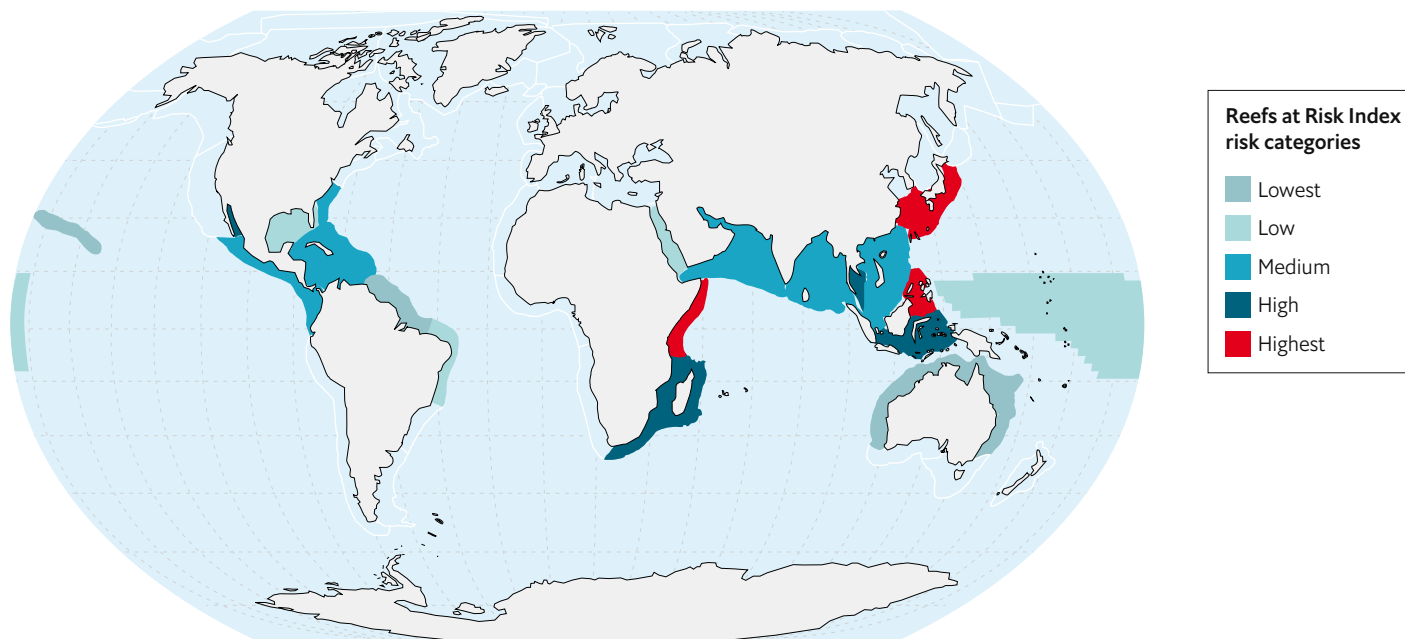 Reefs at Risk Index
risk categories
Lowest
Low
Medium
High
Highest